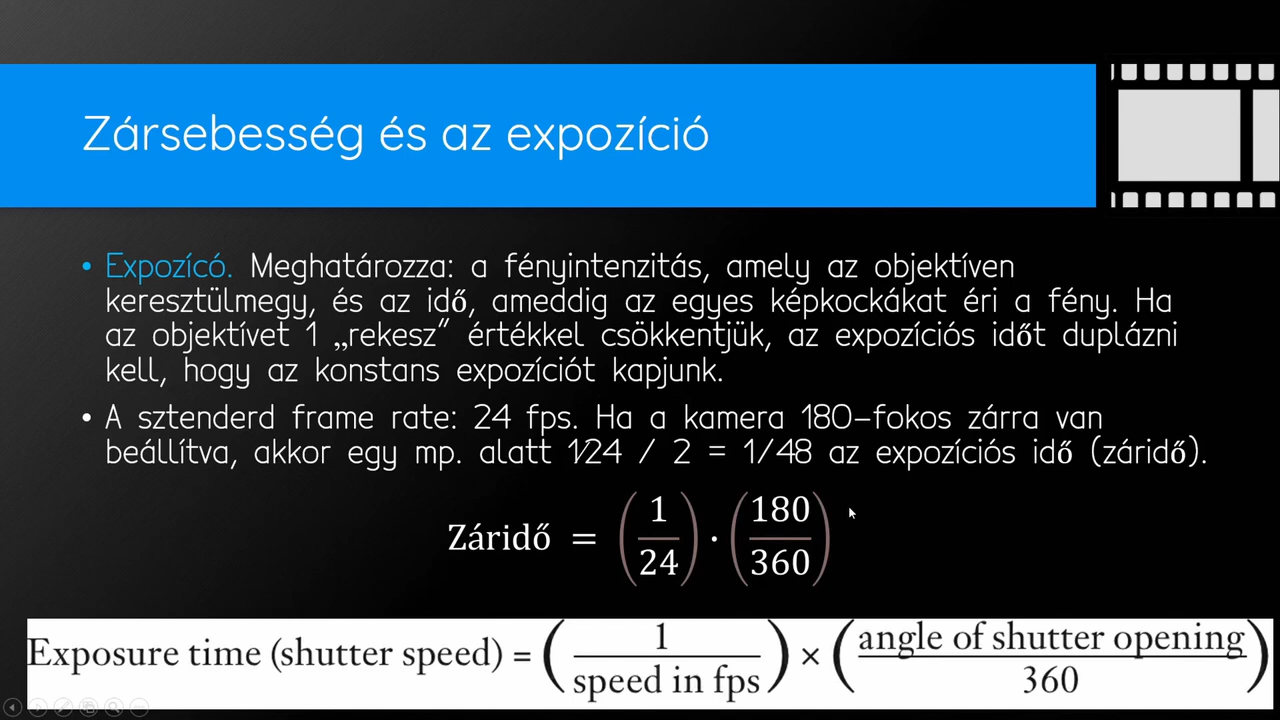 Zársebesség és az expozíció
• Expozícó. Meghatározza: a fényintenzitás, amely az objektíven
keresztülmegy, és az idő, ameddig az egyes képkockákat éri a fény. Ha
az objektívet 1 „rekesz” értékkel csökkentjük, az expozíciós időt duplázni
kell, hogy az konstans expozíciót kapjunk.
• A sztenderd frame rate: 24 fps. Ha a kamera 180-fokos zárra van
beállítva, akkor egy mp. alatt 1⁄24 / 2 = 1/48 az expozíciós idő (záridő).
Záridő = (1/24) · (180/360)
Exposure time (shutter speed) = (1/speed in fps) × (angle of shutter opening/360)